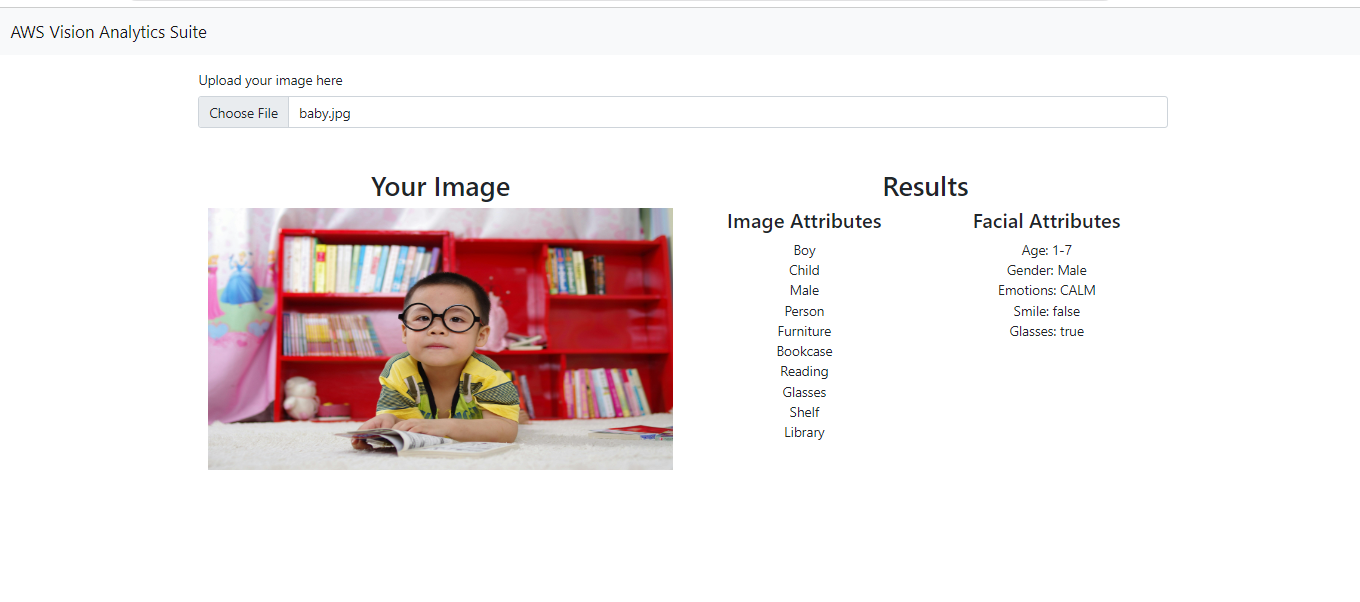 AWS Vision Analytics Suite
Upload your image here
Choose File baby.jpg
Your Image
Results
Image Attributes
Boy
Child
Male
Person
Furniture
Bookcase
Reading
Glasses
Shelf
Library
Facial Attributes
Age: 1-7
Gender: Male
Emotions: CALM
Smile: false
Glasses: true